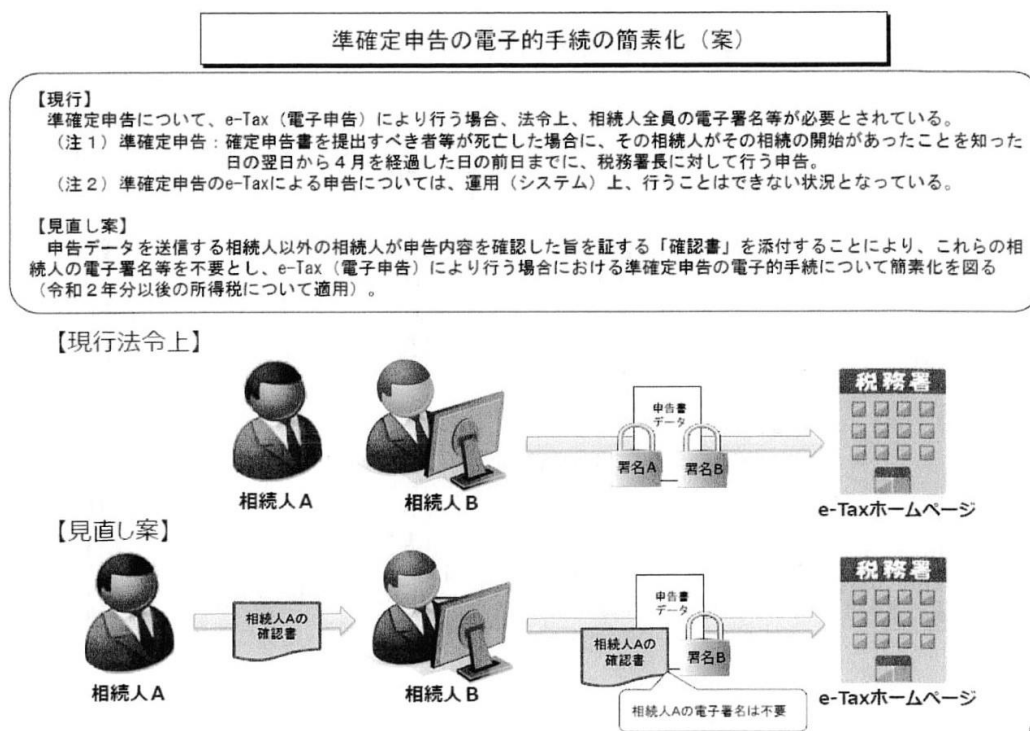 準確定申告の電子的手続の簡素化（案）
【現行】
準確定申告について、e-Tax（電子申告）により行う場合、法令上、相続人全員の電子署名等が必要とされている。
（注１）準確定申告：確定申告書を提出すべき者等が死亡した場合に、その相続人がその相続の開始があったことを知った
日の翌日から４月を経過した日の前日までに、税務署長に対して行う申告。
（注２）準確定申告のe-Taxによる申告については、運用（システム）上、行うことはできない状況となっている。
【見直し案】
申告データを送信する相続人以外の相続人が申告内容を確認した旨を証する「確認書」を添付することにより、これらの相
続人の電子署名等を不要とし、e-Tax（電子申告）により行う場合における準確定申告の電子的手続について簡素化を図る
（令和２年分以後の所得税について適用）。
【現行法令上】
相続人A
相続人B
申告書
データ
署名A
署名B
税務署
e-Taxホームページ
【見直し案】
相続人A
相続人Aの
確認書
相続人B
申告書
データ
相続人Aの
確認書
署名B
相続人Aの電子署名は不要
税務署
e-Taxホームページ